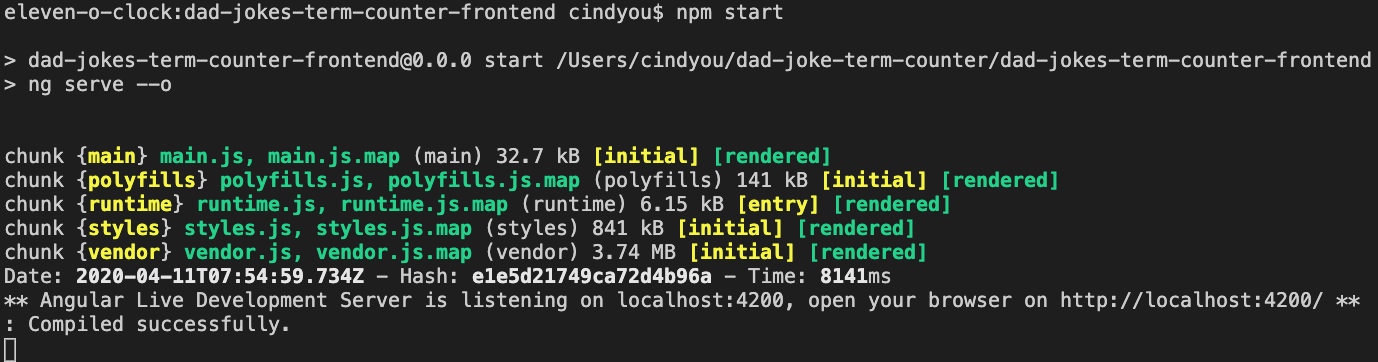 eleven-o-clock:dad-jokes-term-counter-frontend cindyou$ npm start
> dad-jokes-term-counter-frontend@0.0.0 start /Users/cindyou/dad-joke-term-counter/dad-jokes-term-counter-frontend
> ng serve --o
chunk {main} main.js, main.js.map (main) 32.7 kB [initial] [rendered]
chunk {polyfills} polyfills.js, polyfills.js.map (polyfills) 141 kB [initial] [rendered]
chunk {runtime} runtime.js, runtime.js.map (runtime) 6.15 kB [entry] [rendered]
chunk {styles} styles.js, styles.js.map (styles) 841 kB [initial] [rendered]
chunk {vendor} vendor.js, vendor.js.map (vendor) 3.74 MB [initial] [rendered]
Date: 2020-04-11T07:54:59.734Z - Hash: e1e5d21749ca72d4b96a - Time: 8141ms
** Angular Live Development Server is listening on localhost:4200, open your browser on http://localhost:4200/ **
: Compiled successfully.